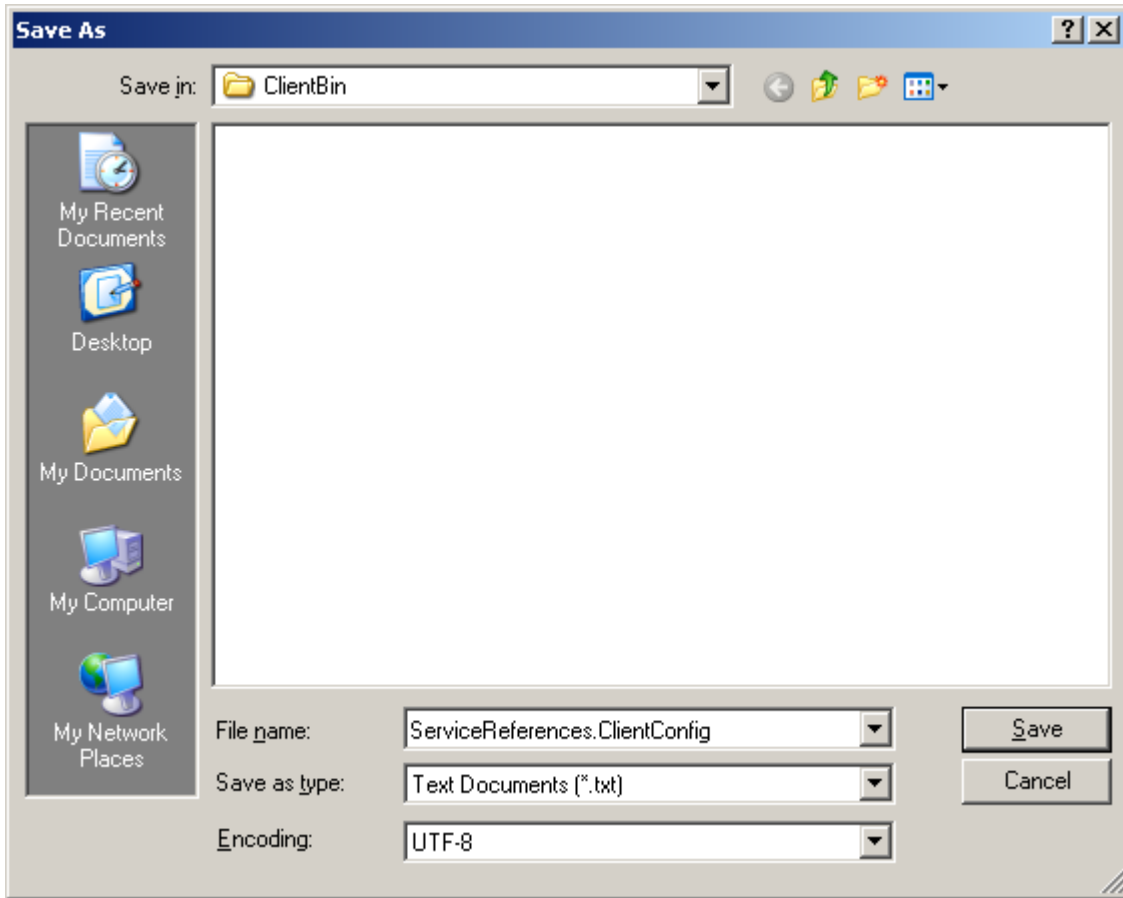 Save As
Save in:
ClientBin
My Recent
Documents
Desktop
My Documents
My Computer
My Network
Places
File name:
ServiceReferences.ClientConfig
Save
Save as type:
Text Documents (*.txt)
Cancel
Encoding:
UTF-8